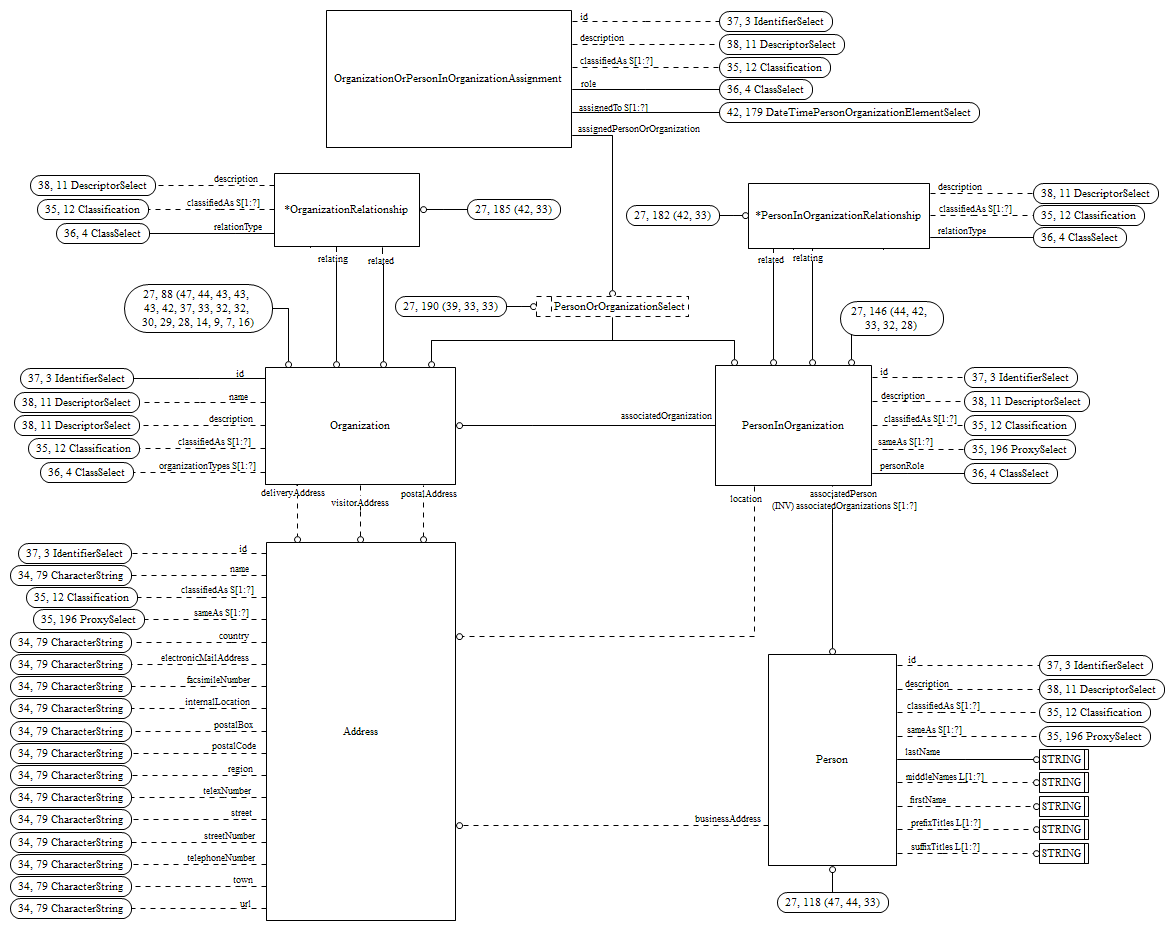 id
37, 3 IdentifierSelect
description
38, 11 DescriptorSelect
classifiedAs S[1:?]
35, 12 Classification
OrganizationOrPersonInOrganizationAssignment
role
36, 4 ClassSelect
assignedTo S[1:?]
42, 179 DateTimePersonOrganizationElementSelect
assignedPersonOrOrganization
38, 11 DescriptorSelect
description
35, 12 Classification
classifiedAs S[1:?]
36, 4 ClassSelect
relationType
*OrganizationRelationship
27, 185 (42, 33)
relating
related
27, 182 (42, 33)
*PersonInOrganizationRelationship
description
38, 11 DescriptorSelect
classifiedAs S[1:?]
35, 12 Classification
relationType
36, 4 ClassSelect
related
relating
27, 88 (47, 44, 43, 43,
43, 42, 37, 33, 32, 32,
30, 29, 28, 14, 9, 7, 16)
27, 190 (39, 33, 33)
PersonOrOrganizationSelect
27, 146 (44, 42,
33, 32, 28)
37, 3 IdentifierSelect
id
38, 11 DescriptorSelect
name
38, 11 DescriptorSelect
description
35, 12 Classification
classifiedAs S[1:?]
36, 4 ClassSelect
organizationTypes S[1:?]
Organization
associatedOrganization
PersonInOrganization
id
37, 3 IdentifierSelect
description
38, 11 DescriptorSelect
classifiedAs S[1:?]
35, 12 Classification
sameAs S[1:?]
35, 196 ProxySelect
personRole
36, 4 ClassSelect
deliveryAddress
visitorAddress
postalAddress
location
associatedPerson
(INV) associatedOrganizations S[1:?]
37, 3 IdentifierSelect
id
34, 79 CharacterString
name
35, 12 Classification
classifiedAs S[1:?]
35, 196 ProxySelect
sameAs S[1:?]
34, 79 CharacterString
country
34, 79 CharacterString
electronicMailAddress
34, 79 CharacterString
facsimileNumber
34, 79 CharacterString
internalLocation
34, 79 CharacterString
postalBox
34, 79 CharacterString
postalCode
34, 79 CharacterString
region
34, 79 CharacterString
telexNumber
34, 79 CharacterString
street
34, 79 CharacterString
streetNumber
34, 79 CharacterString
telephoneNumber
34, 79 CharacterString
town
34, 79 CharacterString
url
Address
businessAddress
Person
id
37, 3 IdentifierSelect
description
38, 11 DescriptorSelect
classifiedAs S[1:?]
35, 12 Classification
sameAs S[1:?]
35, 196 ProxySelect
lastName
STRING
middleNames L[1:?]
STRING
firstName
STRING
prefixTitles L[1:?]
STRING
suffixTitles L[1:?]
STRING
27, 118 (47, 44, 33)